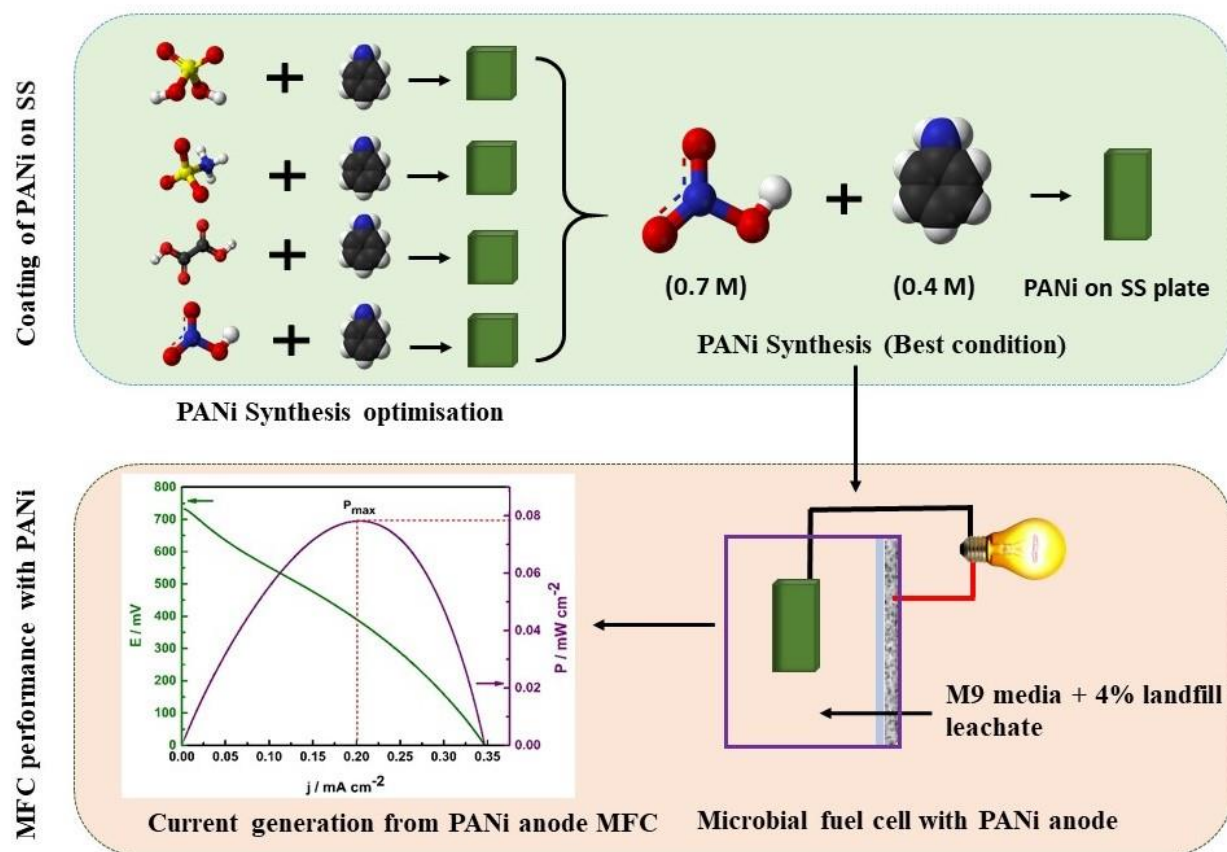 Coating of PANi on SS
+
+
+
+
+
(0.7 M)
(0.4 M)
PANi on SS plate
PANi Synthesis (Best condition)
PANi Synthesis optimisation
MFC performance with PANi
800
700
600
500
400
300
200
100
0
E / mV
Pmax
0.08
0.06
0.04
0.02
0.00
P / mW cm-2
0.00 0.05 0.10 0.15 0.20 0.25 0.30 0.35
j / mA cm-2
M9 media + 4% landfill
leachate
Current generation from PANi anode MFC
Microbial fuel cell with PANi anode